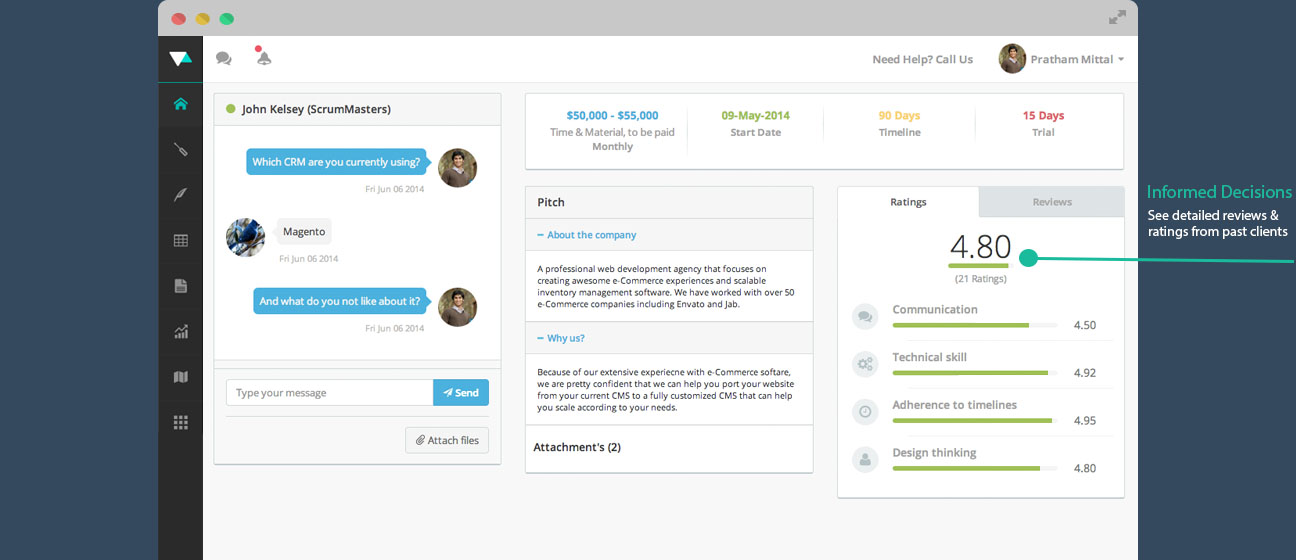 Need Help? Call Us
Pratham Mittal
John Kelsey (ScrumMasters)
Which CRM are you currently using?
Fri Jun 06 2014
Magento
Fri Jun 06 2014
And what do you not like about it?
Fri Jun 06 2014
Type your message
Send
Attach files
$50,000 - $55,000
Time & Material, to be paid
Monthly
09-May-2014
Start Date
90 Days
Timeline
15 Days
Trial
Pitch
− About the company
A professional web development agency that focuses on
creating awesome e-Commerce experiences and scalable
inventory management software. We have worked with over 50
e-Commerce companies including Envato and Jab.
− Why us?
Because of our extensive experiecne with e-Commerce softare,
we are pretty confident that we can help you port your website
from your current CMS to a fully customized CMS that can help
you scale according to your needs.
Attachment's (2)
Ratings
Reviews
4.80
(21 Ratings)
Communication
4.50
Technical skill
4.92
Adherence to timelines
4.95
Design thinking
4.80
Informed Decisions
See detailed reviews &
ratings from past clients